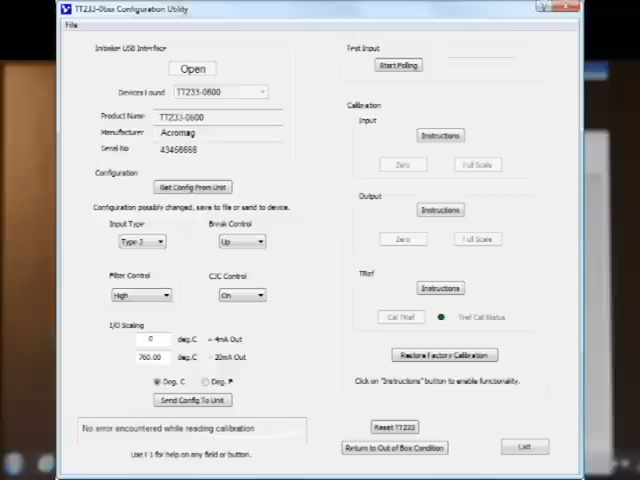 TT233-06xx Configuration Utility
File
Initialize USB Interface
Open
Devices Found TT233-0600
Product Name TT233-0600
Manufacturer Acromag
Serial No 43456666
Configuration
Get Config From Unit
Configuration possibly changed, save to file or send to device.
Input Type Break Control
Type J Up
Filter Control CJC Control
High On
I/O Scaling
0 deg.C = 4mA Out
760.00 deg.C = 20mA Out
Deg. C Deg. F
Send Config To Unit
No error encountered while reading calibration
Use F1 for help on any field or button.
Test Input
Start Polling
Calibration
Input
Instructions
Zero Full Scale
Output
Instructions
Zero Full Scale
TRef
Instructions
Cal TRef Tref Cal Status
Restore Factory Calibration
Click on "Instructions" button to enable functionality.
Reset TT233
Return to Out of Box Condition
Exit